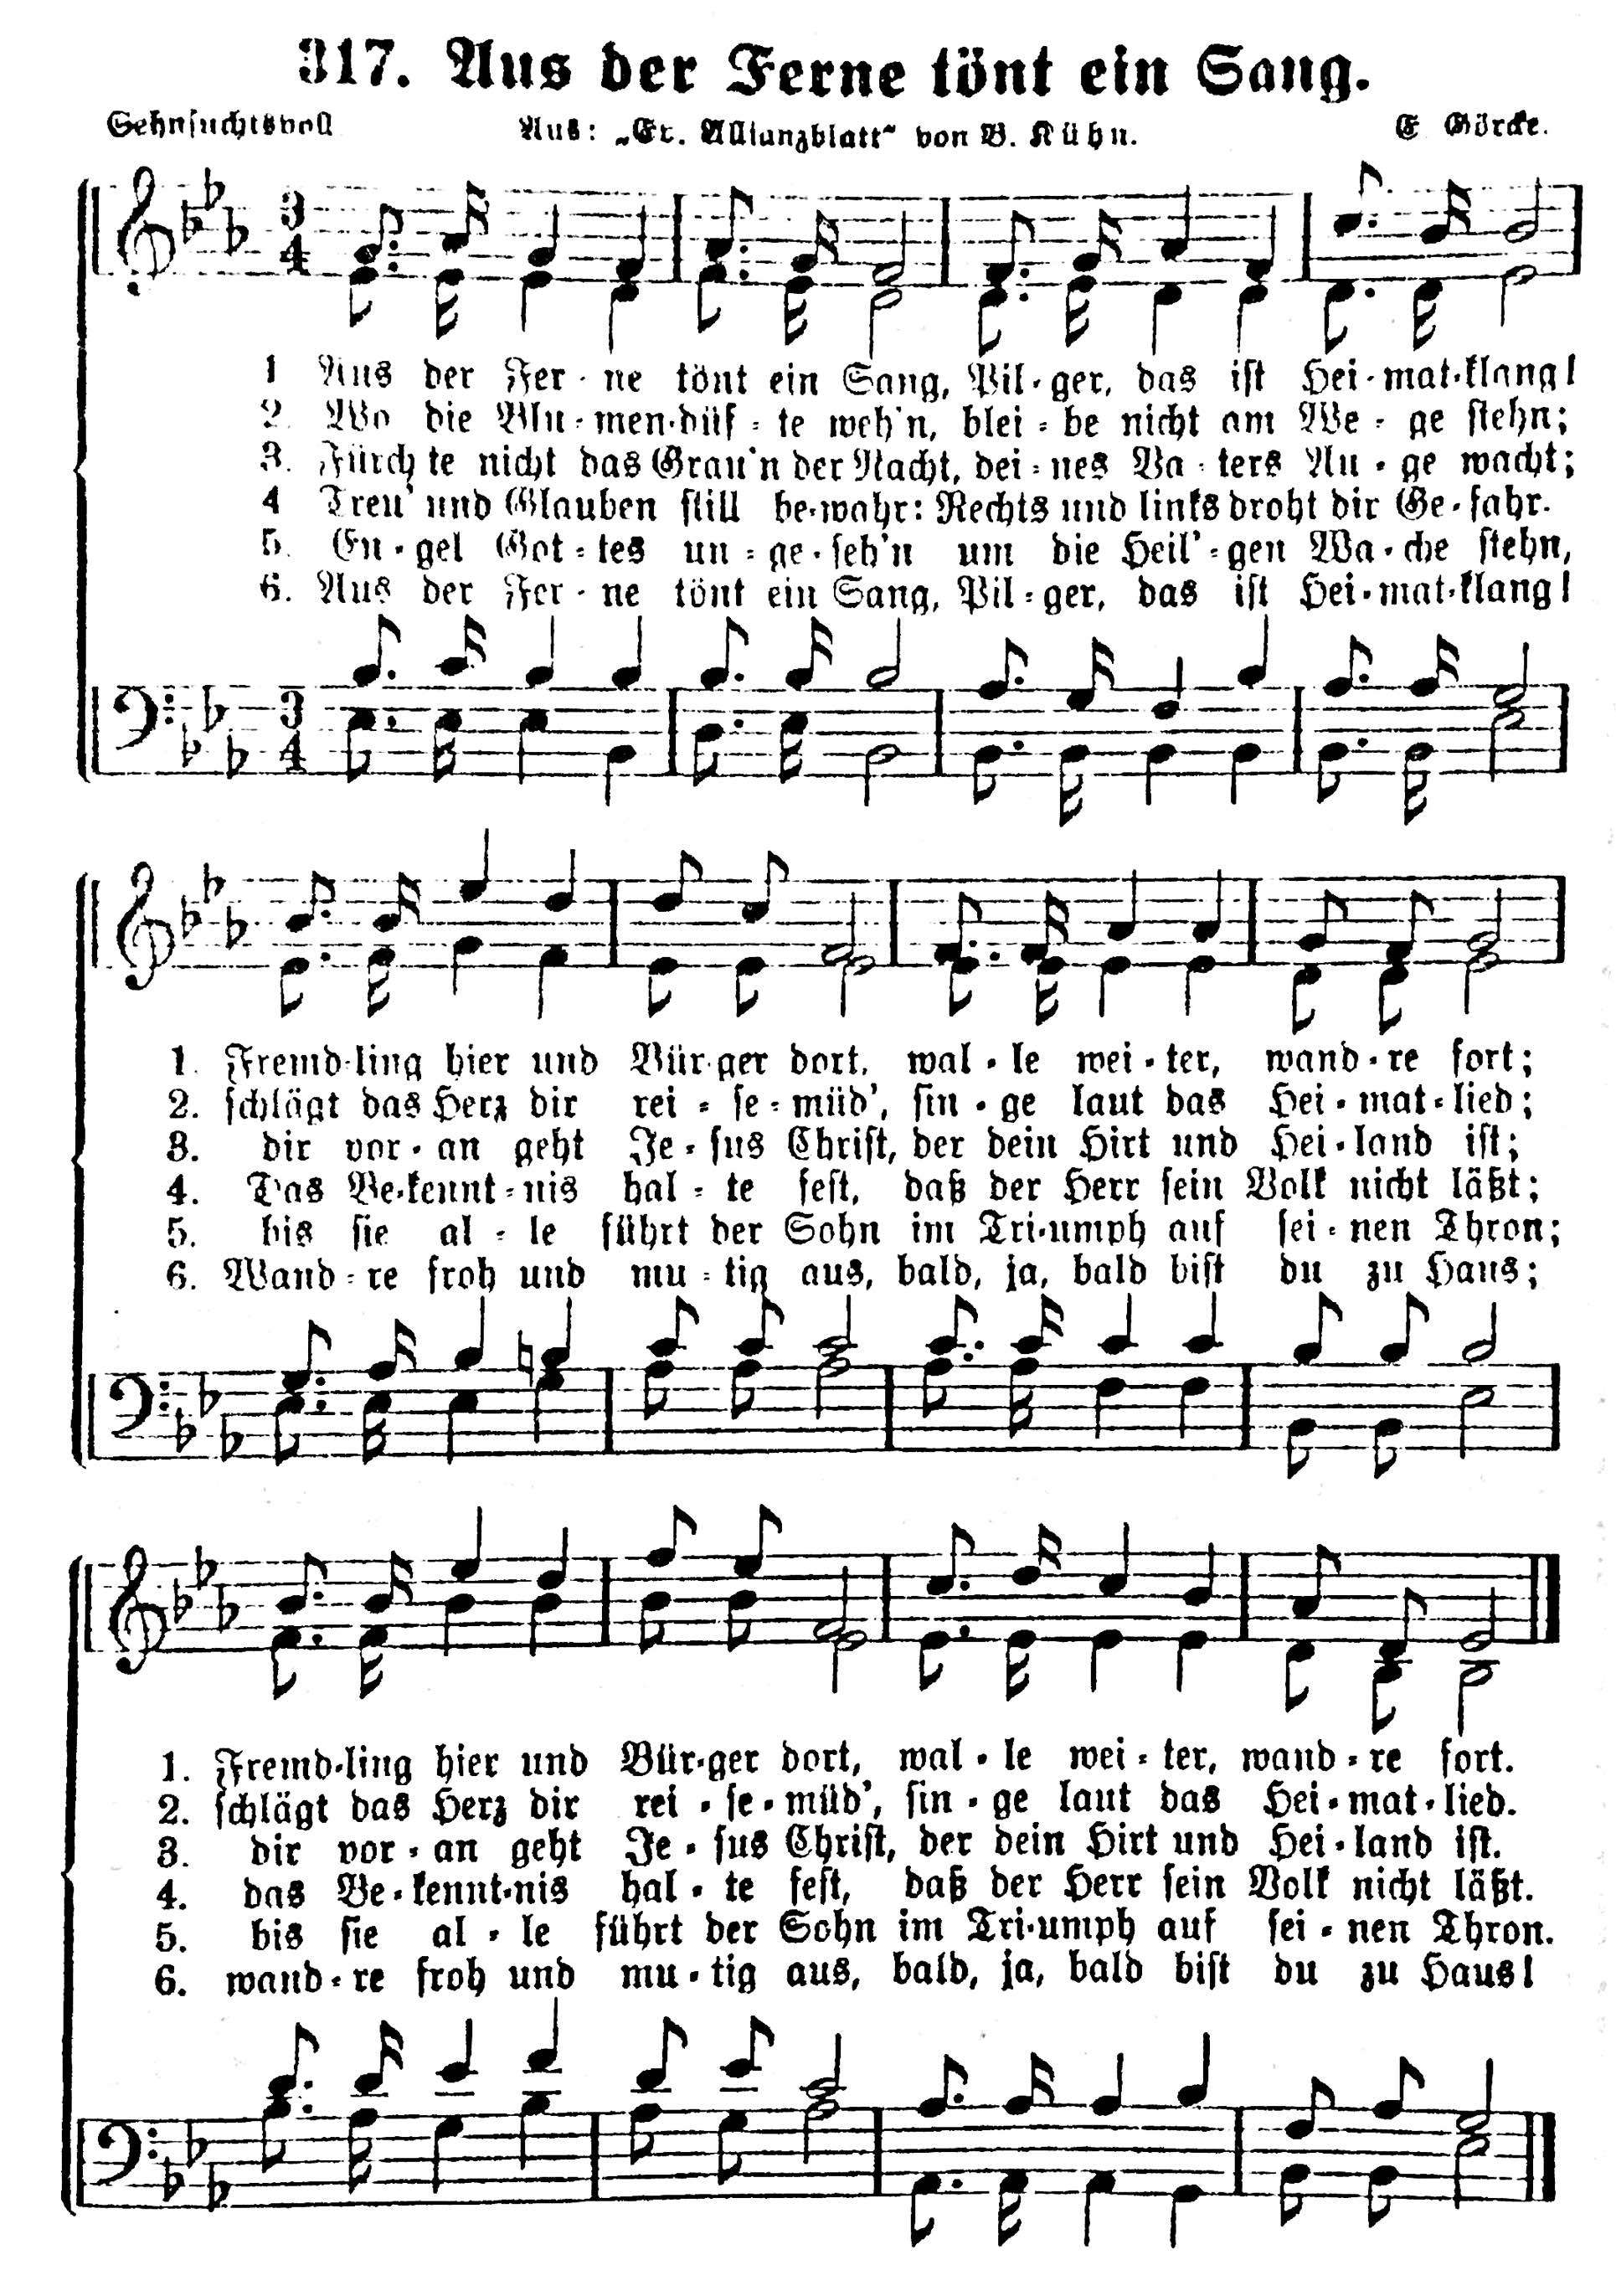 317. Aus der Ferne tönt ein Sang.
Sehnsuchtsvoll Aus: „Ev. Allianzblatt“ von B. Kühn. E Görcke.
3
4
1 Aus der Fer-ne tönt ein Sang, Pil-ger, das ist Hei-mat-klang!
2. Wo die Blu-men-düf-te weh'n, blei-be nicht am We-ge stehn;
3. Fürch te nicht das Grau'n der Nacht, dei-nes Va-ters Au-ge wacht;
4 Treu' und Glauben still be-wahr: Rechts und links droht dir Ge-fahr.
5. En-gel Got-tes un-ge-seh'n um die Heil'-gen Wa-che stehn,
6. Aus der Fer-ne tönt ein Sang, Pil-ger, das ist Hei-mat-klang!
3
4
1. Fremd-ling hier und Bür-ger dort, wal-le wei-ter, wand-re fort;
2. schlägt das Herz dir rei-se-müd', sin-ge laut das Hei-mat-lied;
3. dir vor-an geht Je-sus Christ, der dein Hirt und Hei-land ist;
4. Das Be-kennt-nis hal-te fest, daß der Herr sein Volk nicht läßt;
5. bis sie al-le führt der Sohn im Tri-umph auf sei-nen Thron;
6. Wand-re froh und mu-tig aus, bald, ja, bald bist du zu Haus;
1. Fremd-ling hier und Bür-ger dort, wal-le wei-ter, wand-re fort.
2. schlägt das Herz dir rei-se-müd', sin-ge laut das Hei-mat-lied.
3. dir vor-an geht Je-sus Christ, der dein Hirt und Hei-land ist.
4. das Be-kennt-nis hal-te fest, daß der Herr sein Volk nicht läßt.
5. bis sie al-le führt der Sohn im Tri-umph auf sei-nen Thron.
6. wand-re froh und mu-tig aus, bald, ja, bald bist du zu Haus!